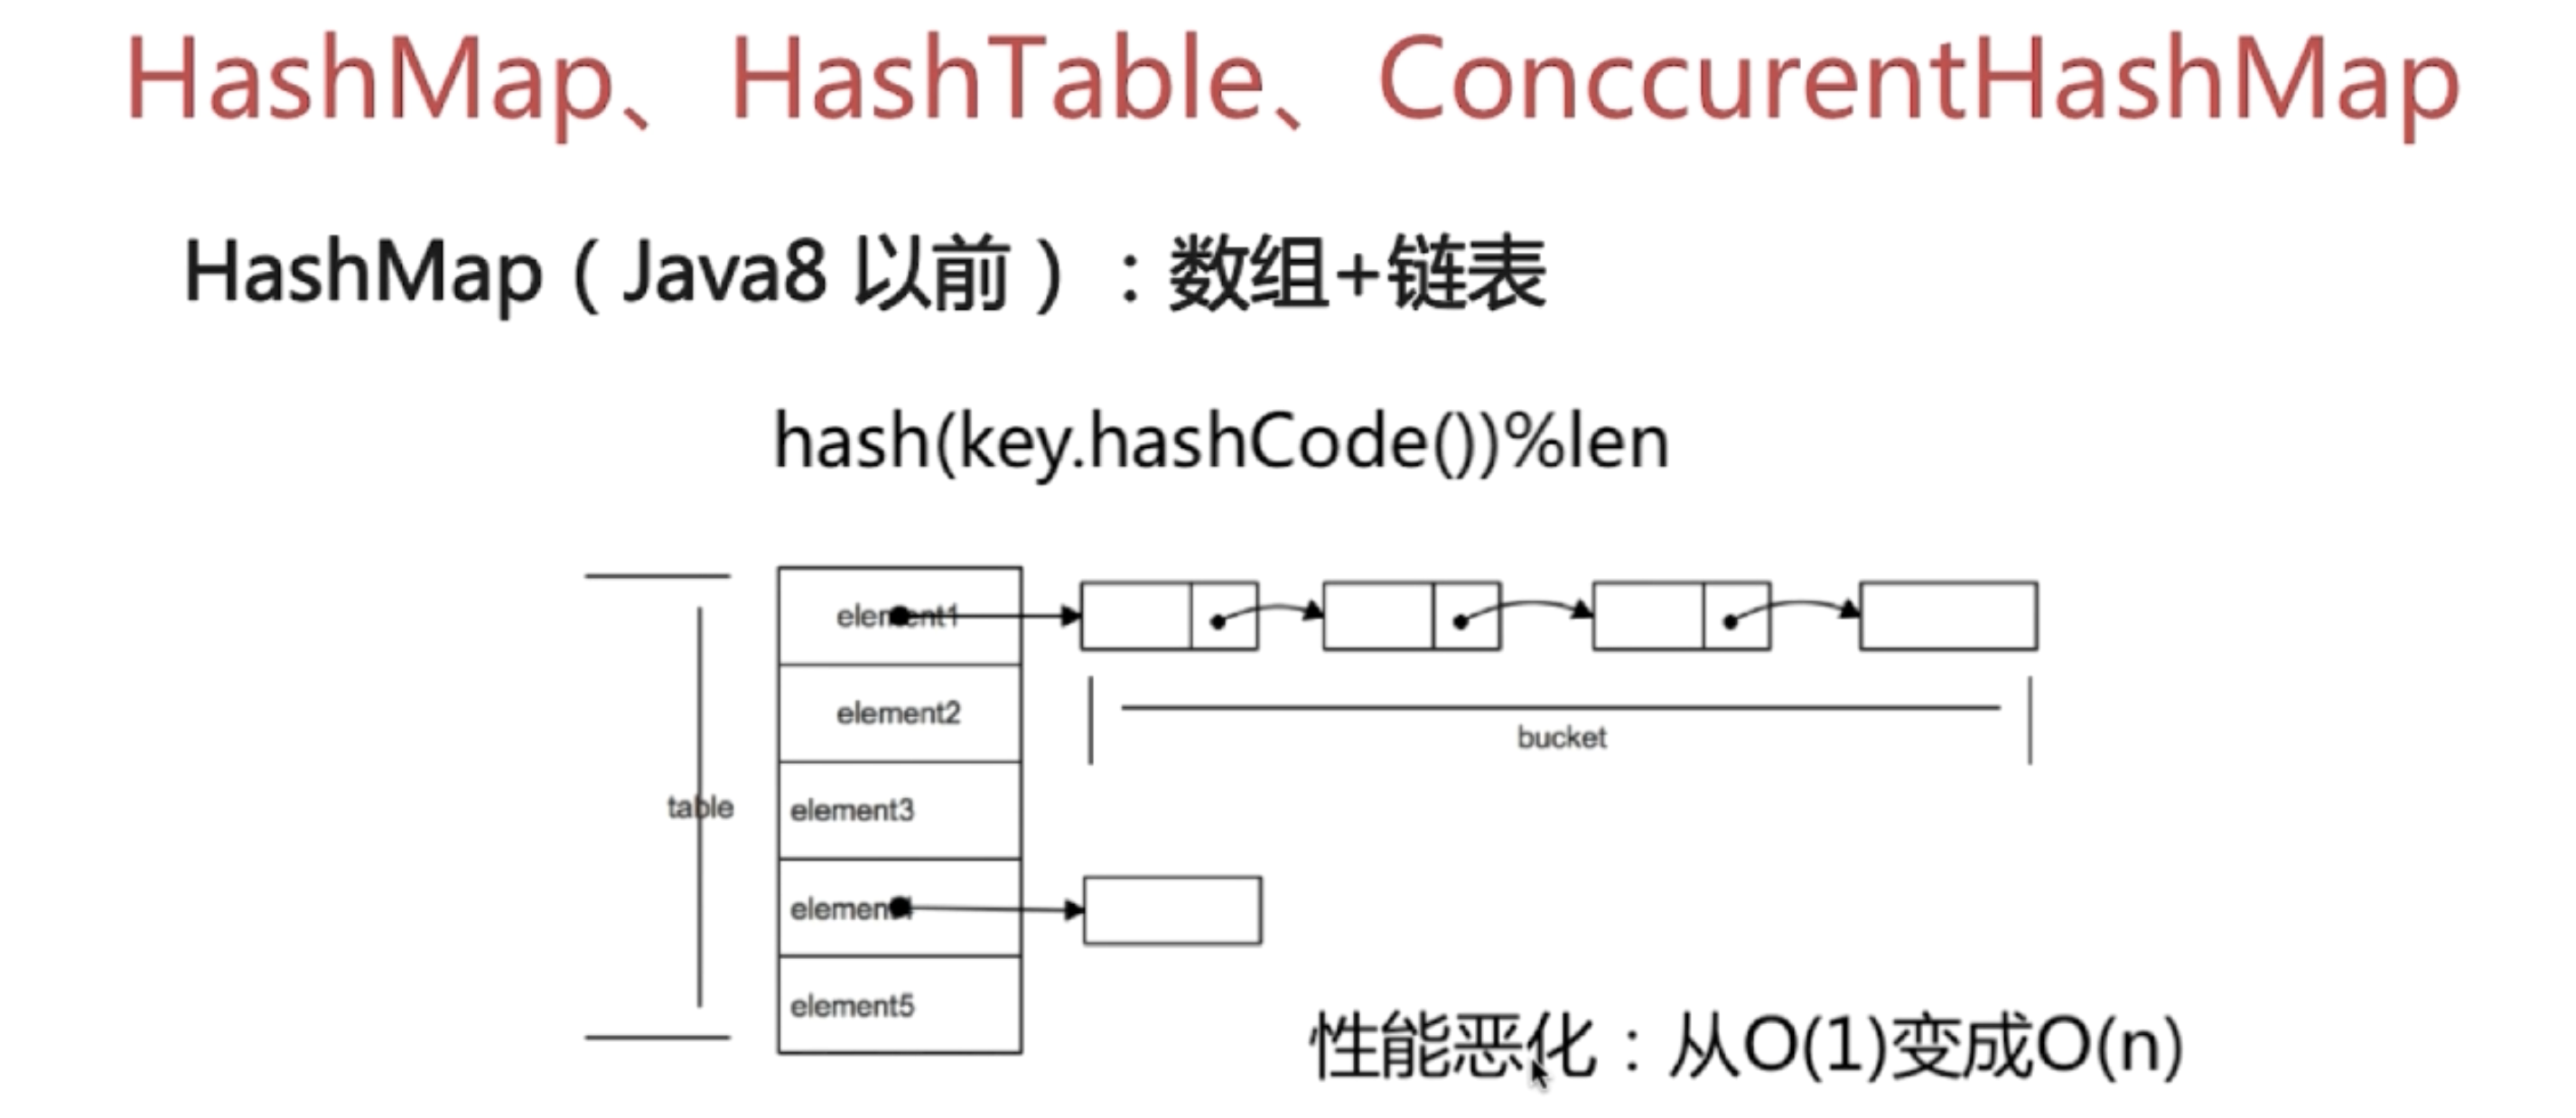 HashMap、HashTable、ConccurentHashMap
HashMap（Java8 以前）：数组+链表
hash(key.hashCode())%len
element1
element2
bucket
table
element3
element4
element5
性能恶化：从O(1)变成O(n)